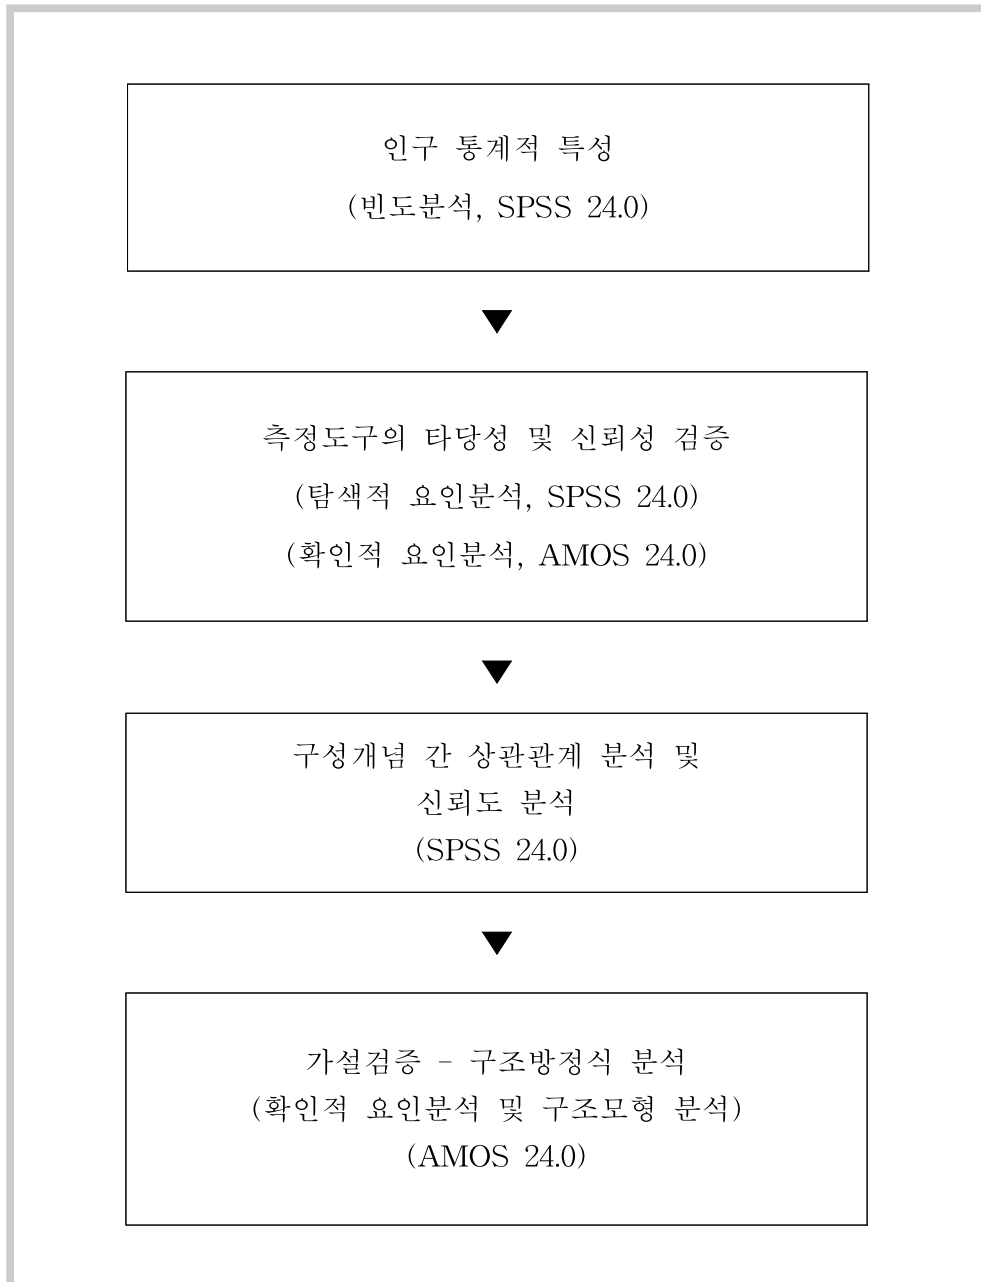 인구 통계적 특성
(빈도분석, SPSS 24.0)
측정도구의 타당성 및 신뢰성 검증
(탐색적 요인분석, SPSS 24.0)
(확인적 요인분석, AMOS 24.0)
구성개념 간 상관관계 분석 및
신뢰도 분석
(SPSS 24.0)
가설검증 - 구조방정식 분석
(확인적 요인분석 및 구조모형 분석)
(AMOS 24.0)